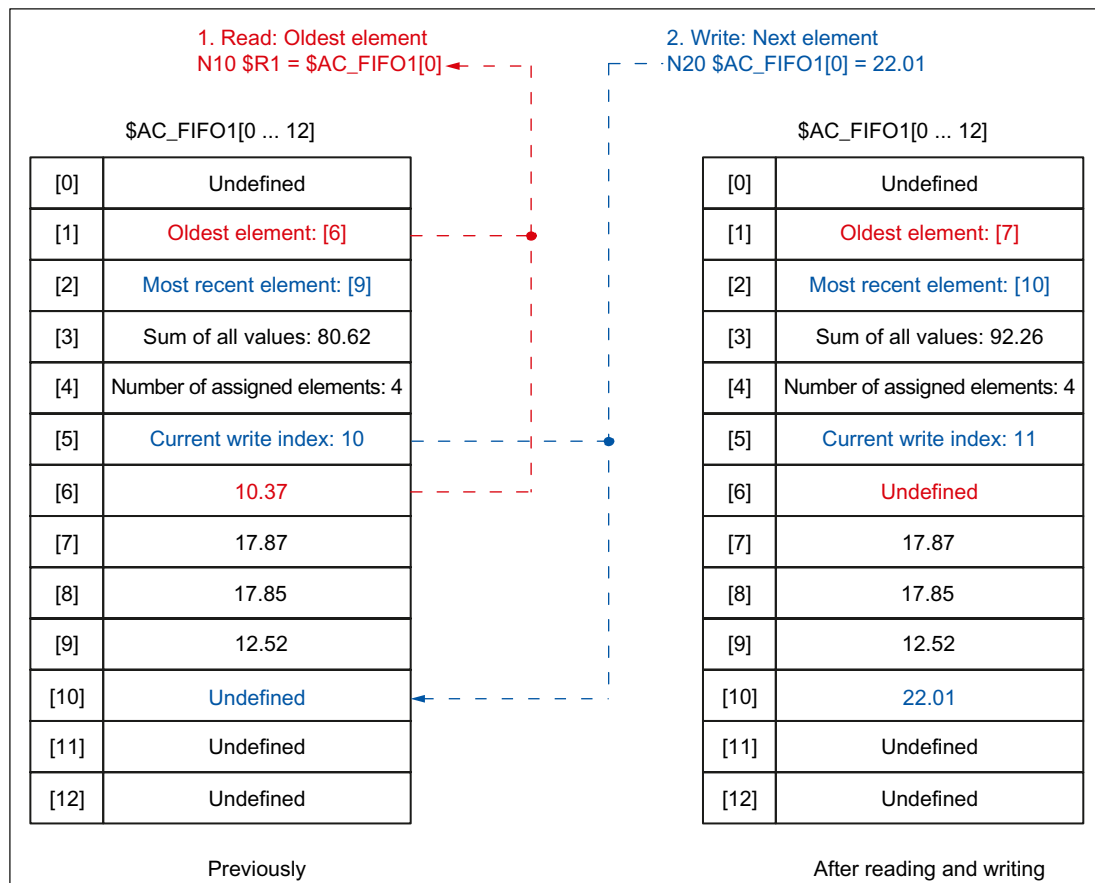 1. Read: Oldest element
N10 $R1 = $AC_FIFO1[0]
2. Write: Next element
N20 $AC_FIFO1[0] = 22.01
$AC_FIFO1[0 ... 12]
[0] Undefined
[1] Oldest element: [6]
[2] Most recent element: [9]
[3] Sum of all values: 80.62
[4] Number of assigned elements: 4
[5] Current write index: 10
[6] 10.37
[7] 17.87
[8] 17.85
[9] 12.52
[10] Undefined
[11] Undefined
[12] Undefined
Previously
$AC_FIFO1[0 ... 12]
[0] Undefined
[1] Oldest element: [7]
[2] Most recent element: [10]
[3] Sum of all values: 92.26
[4] Number of assigned elements: 4
[5] Current write index: 11
[6] Undefined
[7] 17.87
[8] 17.85
[9] 12.52
[10] 22.01
[11] Undefined
[12] Undefined
After reading and writing